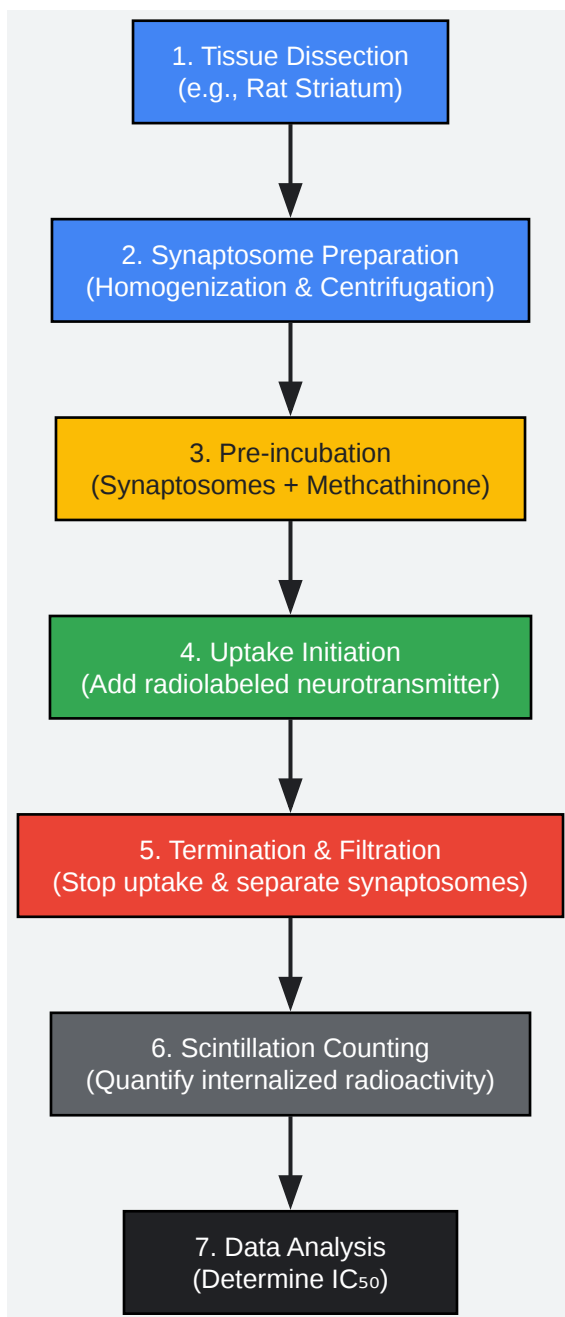 1. Tissue Dissection
(e.g., Rat Striatum)
2. Synaptosome Preparation
(Homogenization & Centrifugation)
3. Pre-incubation
(Synaptosomes + Methcathinone)
4. Uptake Initiation
(Add radiolabeled neurotransmitter)
5. Termination & Filtration
(Stop uptake & separate synaptosomes)
6. Scintillation Counting
(Quantify internalized radioactivity)
7. Data Analysis
(Determine IC₅₀)